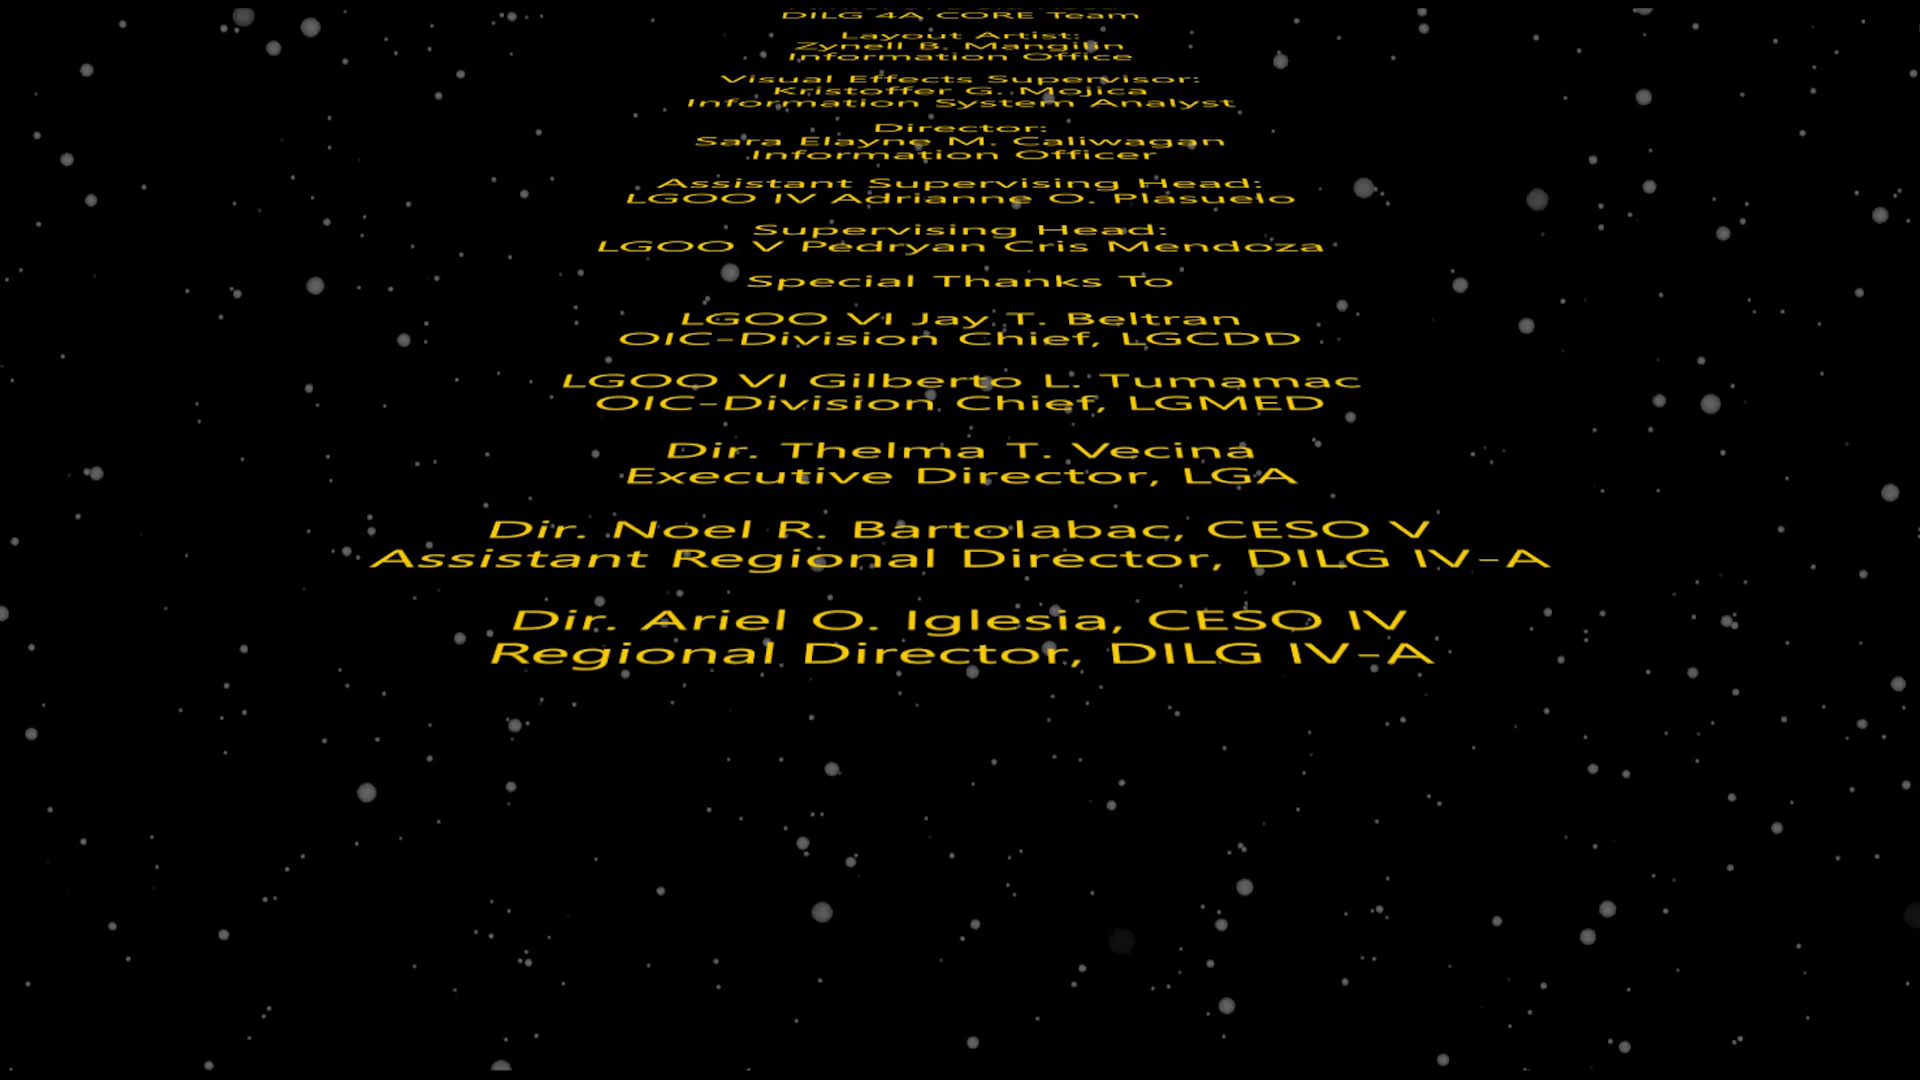 DILG 4A CORE Team
Layout Artist:
Zynell B. Mangilin
Information Office
Visual Effects Supervisor:
Kristoffer G. Mojica
Information System Analyst
Director:
Sara Elayne M. Caliwagan
Information Officer
Assistant Supervising Head:
LGOO IV Adrianne O. Plasuelo
Supervising Head:
LGOO V Pedryan Cris Mendoza
Special Thanks To
LGOO VI Jay T. Beltran
OIC-Division Chief, LGCDD
LGOO VI Gilberto L. Tumamac
OIC-Division Chief, LGMED
Dir. Thelma T. Vecina
Executive Director, LGA
Dir. Noel R. Bartolabac, CESO V
Assistant Regional Director, DILG IV-A
Dir. Ariel O. Iglesia, CESO IV
Regional Director, DILG IV-A